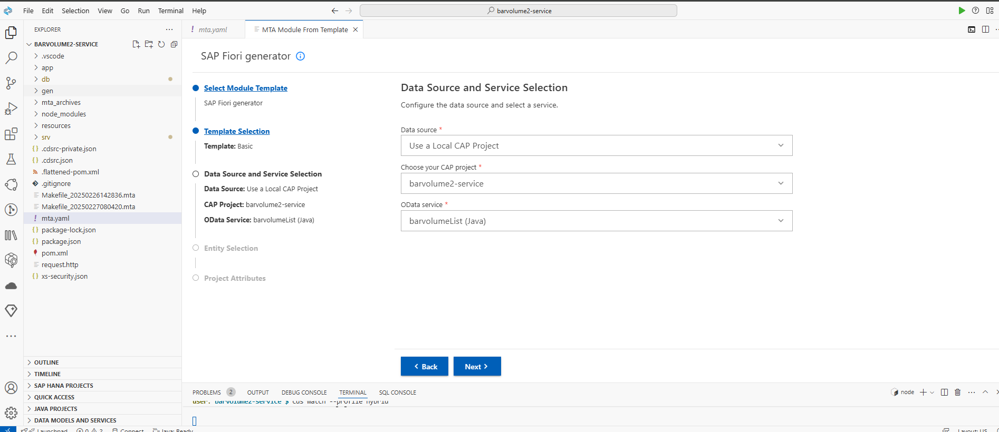 File Edit Selection View Go Run Terminal Help
barvolume2-service
EXPLORER
BARVOLUME2-SERVICE
.vscode
app
db
gen
mta_archives
node_modules
resources
srv
.cdsrc-private.json
.cdsrc.json
.flattened-pom.xml
.gitignore
Makefile_20250226142836.mta
Makefile_20250227080420.mta
mta.yaml
package-lock.json
package.json
pom.xml
request.http
xs-security.json
OUTLINE
TIMELINE
SAP HANA PROJECTS
QUICK ACCESS
JAVA PROJECTS
DATA MODELS AND SERVICES
mta.yaml
MTA Module From Template
SAP Fiori generator
Select Module Template
SAP Fiori generator
Template Selection
Template: Basic
Data Source and Service Selection
Data Source: Use a Local CAP Project
CAP Project: barvolume2-service
OData Service: barvolumeList (Java)
Entity Selection
Project Attributes
Data Source and Service Selection
Configure the data source and select a service.
Data source *
Use a Local CAP Project
Choose your CAP project *
barvolume2-service
OData service *
barvolumeList (Java)
Back
Next
PROBLEMS 2 OUTPUT DEBUG CONSOLE TERMINAL SQL CONSOLE
node
user: barvolume2-service $ cds watch --profile hybrid
Launchpad 0 2 Connect Java: Ready
Layout: US